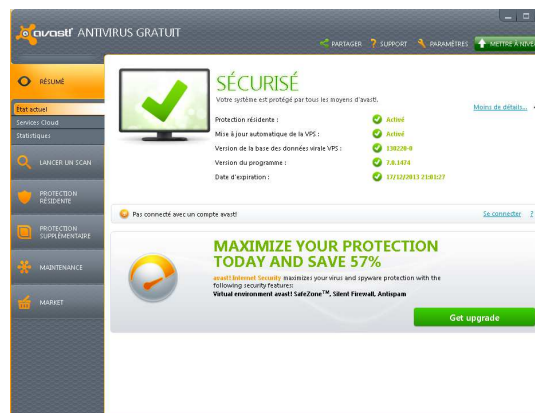 avast! ANTIVIRUS GRATUIT
PARTAGER ? SUPPORT PARAMÈTRES METTRE À NIVE
RÉSUMÉ
État actuel
Services Cloud
Statistiques
LANCER UN SCAN
PROTECTION
RÉSIDENTE
PROTECTION
SUPPLÉMENTAIRE
MAINTENANCE
MARKET
SÉCURISÉ
Votre système est protégé par tous les moyens d'avast!.
Moins de détails...
Protection résidente : Activé
Mise à jour automatique de la VPS : Activé
Version de la base des données virale VPS : 130220-0
Version du programme : 7.0.1474
Date d'expiration : 17/12/2013 21:03:27
Pas connecté avec un compte avast! Se connecter ?
MAXIMIZE YOUR PROTECTION
TODAY AND SAVE 57%
avast! Internet Security maximizes your virus and spyware protection with the
following security features:
Virtual environment avast! SafeZone™, Silent Firewall, Antispam
Get upgrade